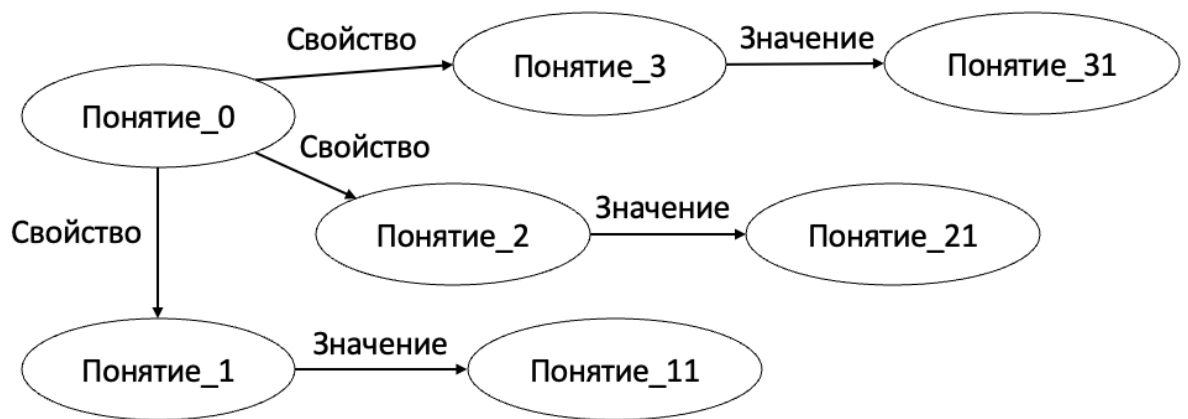 Свойство
Понятие_3
Значение
Понятие_31
Понятие_0
Свойство
Понятие_2
Значение
Понятие_21
Свойство
Понятие_1
Значение
Понятие_11